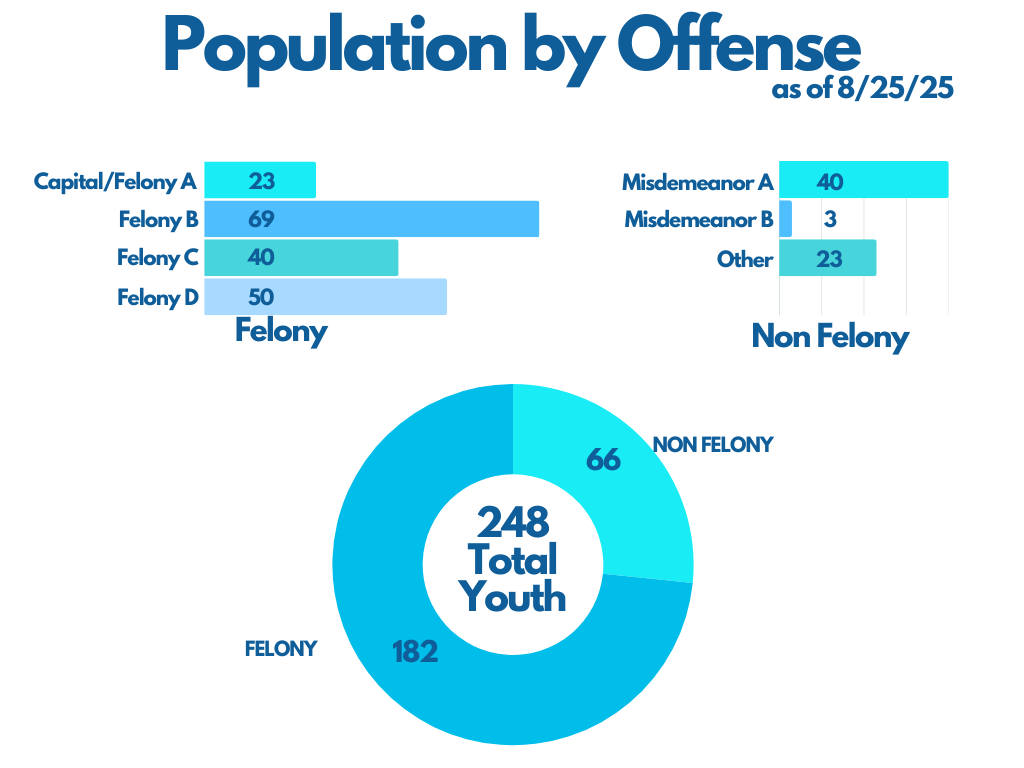 Population by Offense
as of 8/25/25
Capital/Felony A 23
Felony B 69
Felony C 40
Felony D 50
Felony
Misdemeanor A 40
Misdemeanor B 3
Other 23
Non Felony
NON FELONY
66
248
Total
Youth
FELONY
182